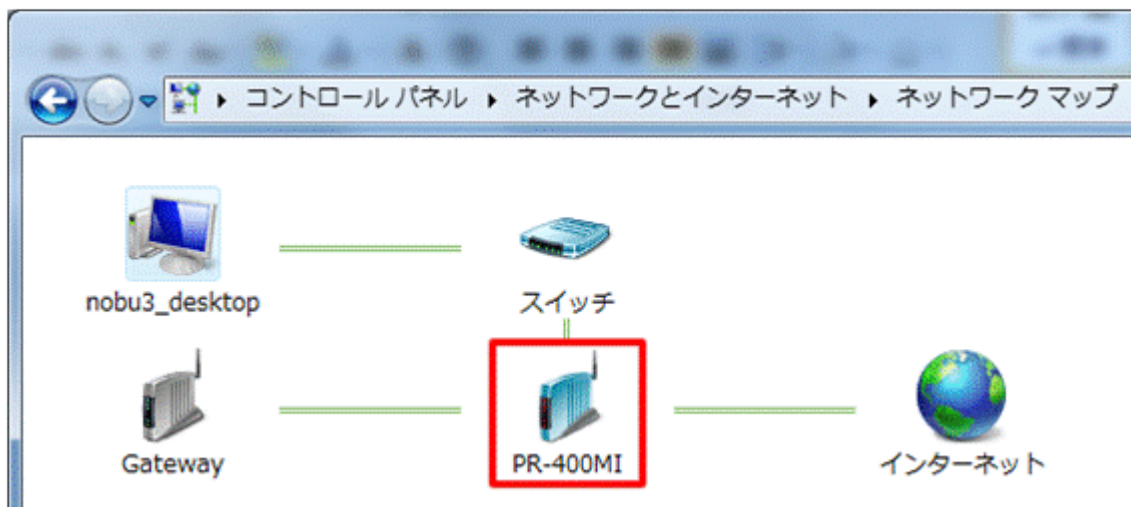 コントロール パネル ▸ ネットワークとインターネット ▸ ネットワーク マップ
nobu3_desktop
スイッチ
Gateway
PR-400MI
インターネット